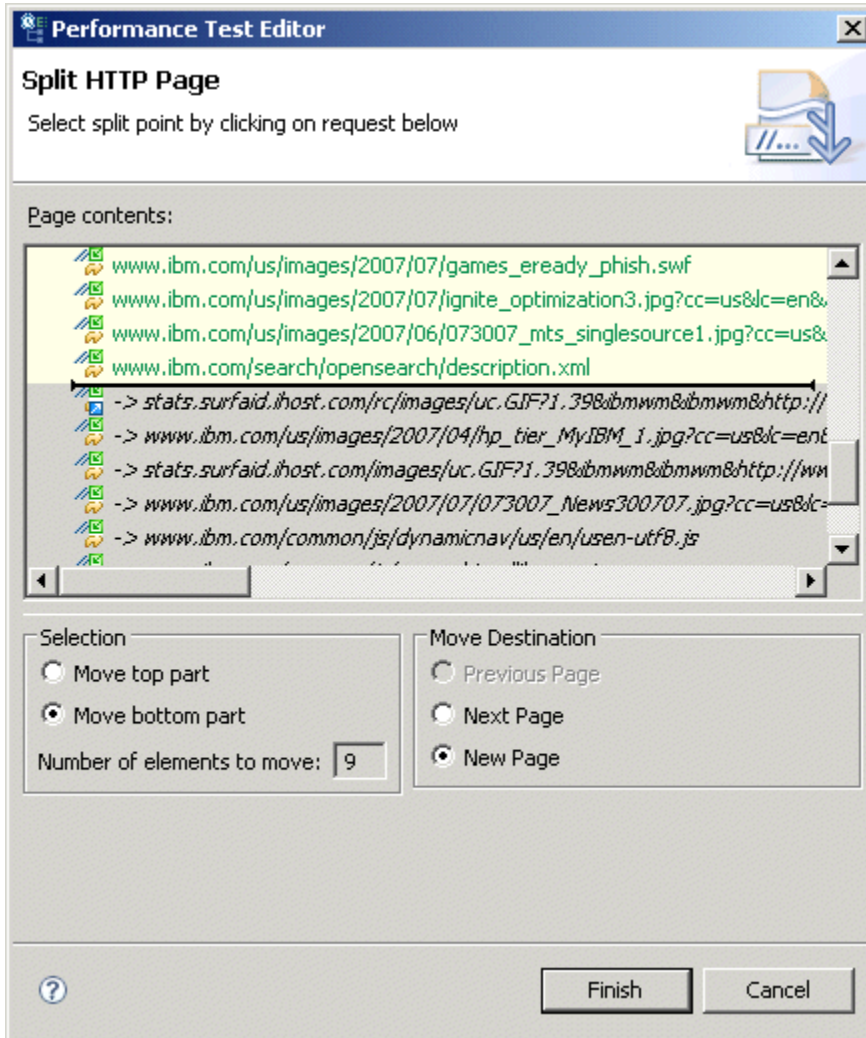 Performance Test Editor
Split HTTP Page
Select split point by clicking on request below
//...
Page contents:
www.ibm.com/us/images/2007/07/games_eready_phish.swf
www.ibm.com/us/images/2007/07/ignite_optimization3.jpg?cc=us&lc=en&
www.ibm.com/us/images/2007/06/073007_mts_singlesource1.jpg?cc=us&
www.ibm.com/search/opensearch/description.xml
-> stats.surfaid.ihost.com/rc/images/uc.GIF?1.39&ibmwm&ibmwm&http://
-> www.ibm.com/us/images/2007/04/hp_tier_MyIBM_1.jpg?cc=us&lc=en&
-> stats.surfaid.ihost.com/images/uc.GIF?1.39&ibmwm&ibmwm&http://ww
-> www.ibm.com/us/images/2007/07/073007_News300707.jpg?cc=us&lc=
-> www.ibm.com/common/js/dynamicnav/us/en/usen-utf8.js
Selection
Move top part
Move bottom part
Number of elements to move: 9
Move Destination
Previous Page
Next Page
New Page
?
Finish
Cancel